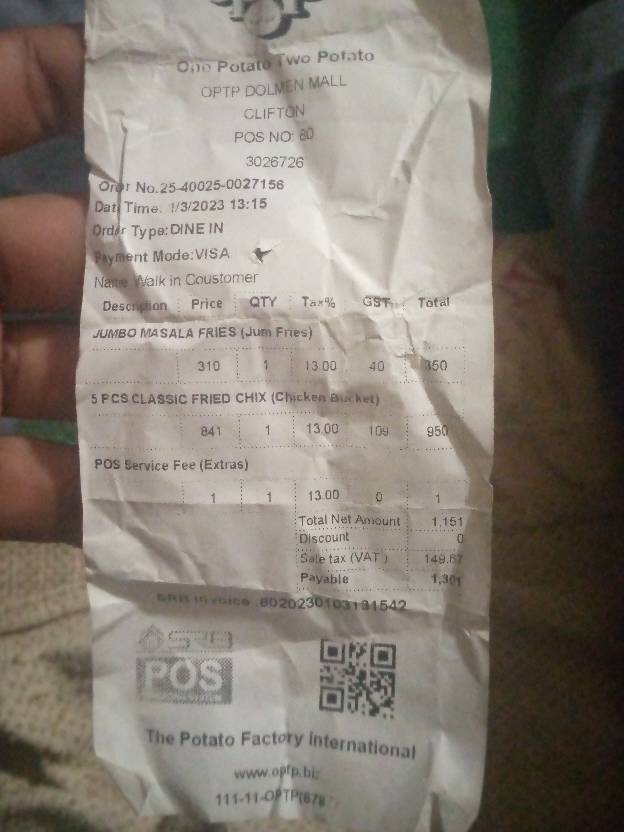 One Potato Two Potato
OPTP DOLMEN MALL
CLIFTON
POS NO: 80
3026726
Order No.25-40025-0027156
Date Time: 1/3/2023 13:15
Order Type:DINE IN
Payment Mode:VISA
Name Walk in Coustomer
Description Price QTY Tax% GST Total
JUMBO MASALA FRIES (Jum Fries)
310 1 13.00 40 350
5 PCS CLASSIC FRIED CHIX (Chicken Bucket)
841 1 13.00 109 950
POS Service Fee (Extras)
1 1 13.00 0 1
Total Net Amount 1,151
Discount 0
Sale tax (VAT ) 149.67
Payable 1,301
SRB invoice :6020230103131542
SRB
POS
The Potato Factory International
www.optp.biz
111-11-OPTP